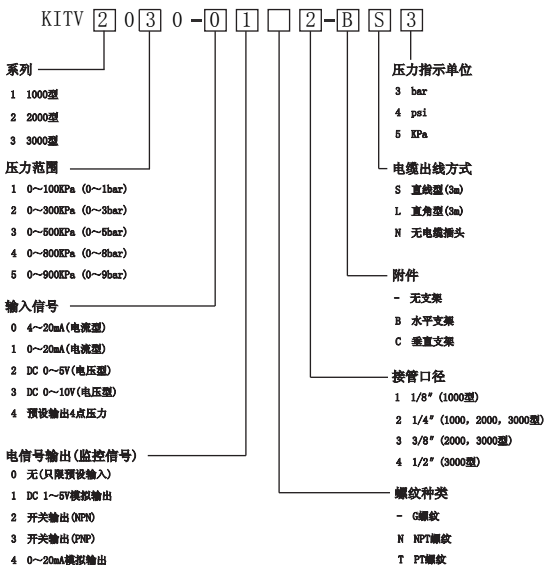 KITV 2 0 3 0 - 0 1 2 - B S 3
系列
1 1000型
2 2000型
3 3000型
压力范围
1 0～100KPa (0～1bar)
2 0～300KPa (0～3bar)
3 0～500KPa (0～5bar)
4 0～800KPa (0～8bar)
5 0～900KPa (0～9bar)
输入信号
0 4～20mA(电流型)
1 0～20mA(电流型)
2 DC 0～5V(电压型)
3 DC 0～10V(电压型)
4 预设输出4点压力
电信号输出(监控信号)
0 无(只限预设输入)
1 DC 1～5V模拟输出
2 开关输出(NPN)
3 开关输出(PNP)
4 0～20mA模拟输出
压力指示单位
3 bar
4 psi
5 KPa
电缆出线方式
S 直线型(3m)
L 直角型(3m)
N 无电缆插头
附件
- 无支架
B 水平支架
C 垂直支架
接管口径
1 1/8″ (1000型)
2 1/4″ (1000, 2000, 3000型)
3 3/8″ (2000, 3000型)
4 1/2″ (3000型)
螺纹种类
- G螺纹
N NPT螺纹
T PT螺纹